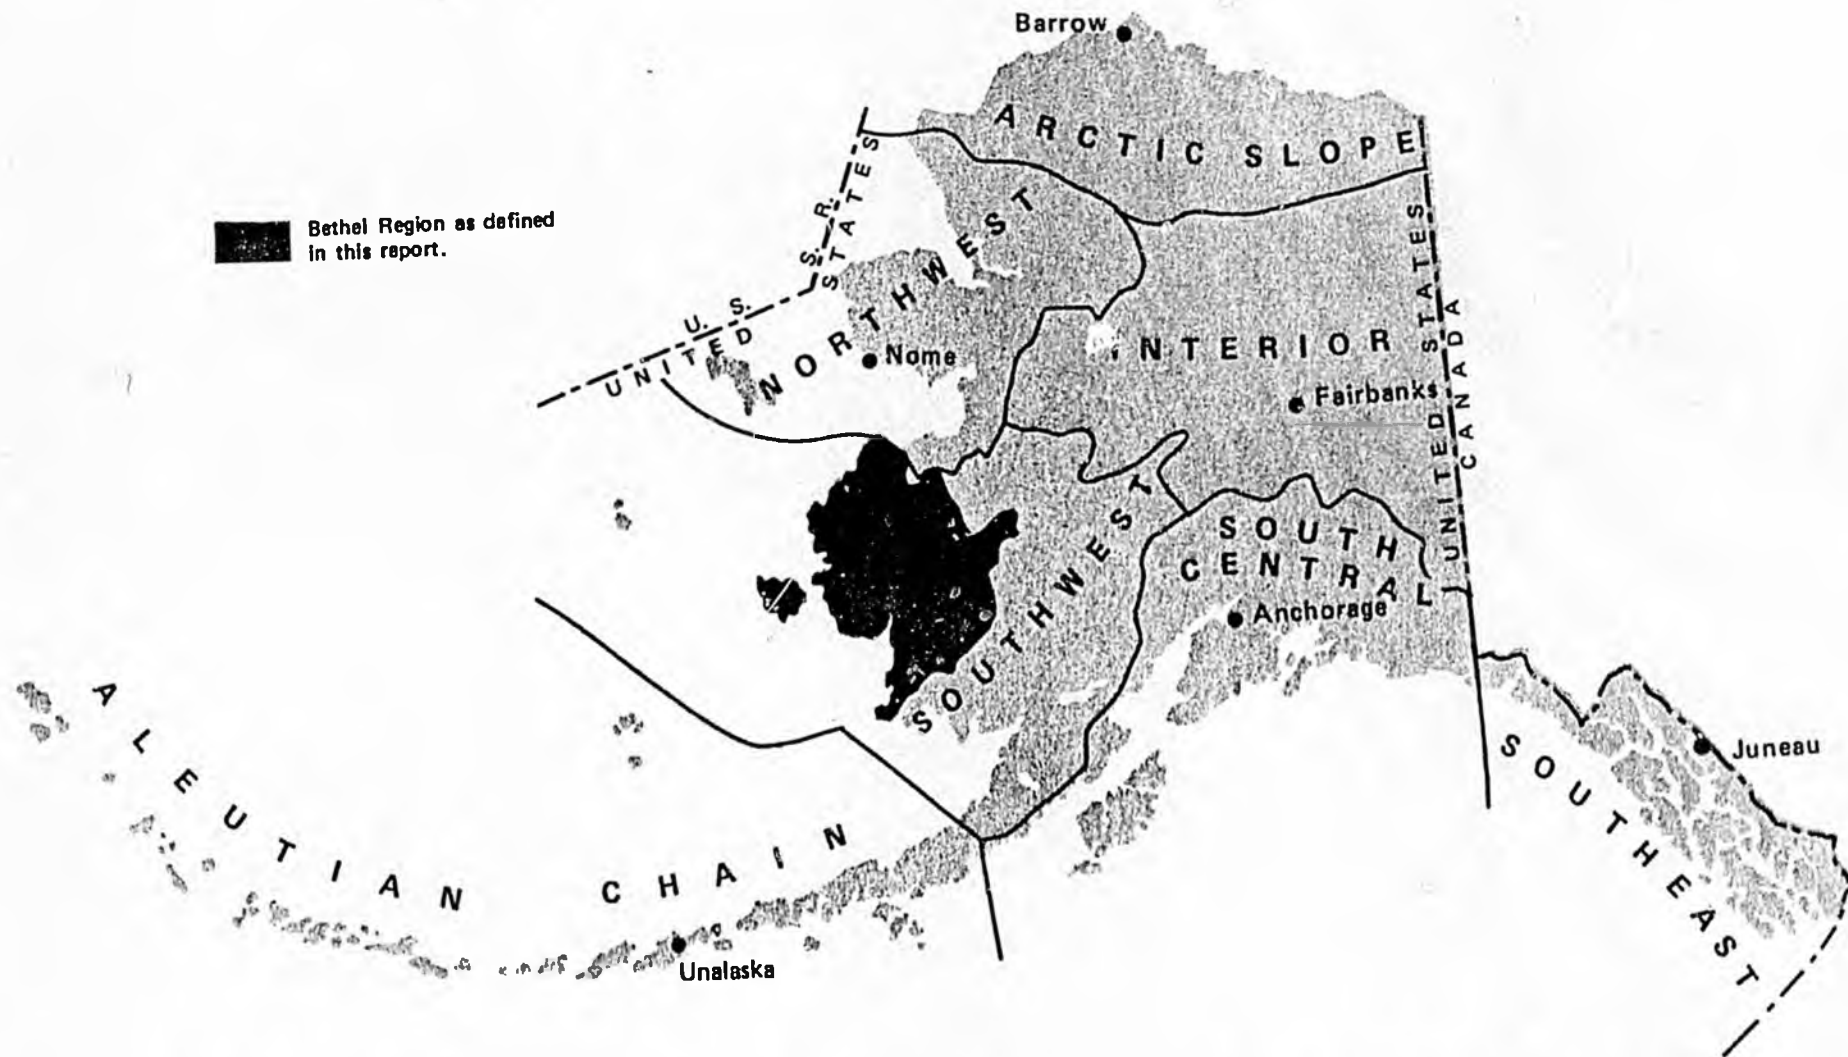 Barrow
ARCTIC SLOPE
Bethel Region as defined
in this report.
U. S. S. R.
UNITED STATES
NORTHWEST
Nome
INTERIOR
Fairbanks
UNITED STATES
CANADA
SOUTHWEST
SOUTH
CENTRAL
Anchorage
ALEUTIAN CHAIN
Unalaska
SOUTHEAST
Juneau